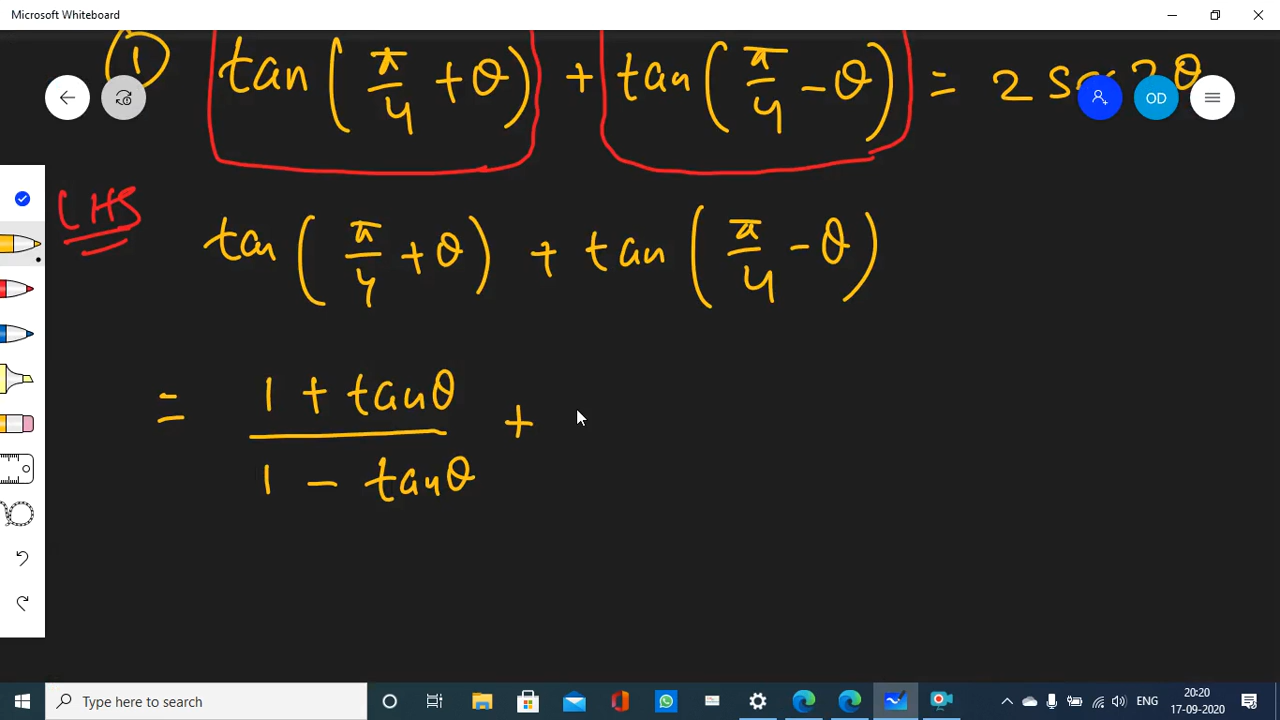 Microsoft Whiteboard
① tan(π/4 + θ) + tan(π/4 - θ) = 2 2θ
OD
LHS
tan(π/4 + θ) + tan(π/4 - θ)
= (1 + tanθ)/(1 - tanθ) +
Type here to search
ENG
20:20
17-09-2020